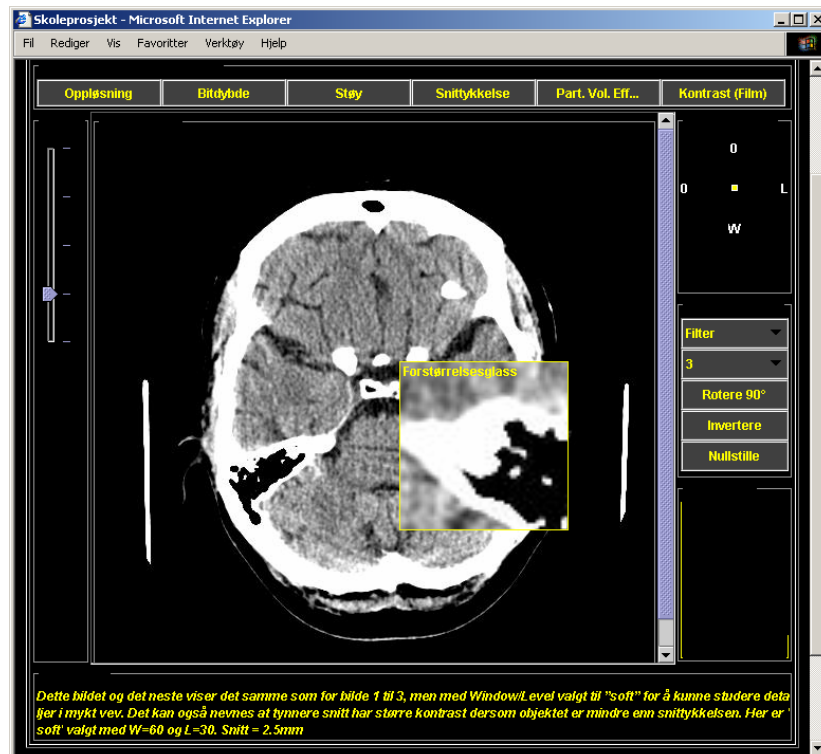 Skoleprosjekt - Microsoft Internet Explorer
Fil Rediger Vis Favoritter Verktøy Hjelp
Oppløsning Bitdybde Støy Snittykkelse Part. Vol. Eff... Kontrast (Film)
0
0 L
W
Filter
3
Rotere 90°
Invertere
Nullstille
Forstørrelsesglass
Dette bildet og det neste viser det samme som for bilde 1 til 3, men med Window/Level valgt til "soft" for å kunne studere deta
ljer i mykt vev. Det kan også nevnes at tynnere snitt har større kontrast dersom objektet er mindre enn snittykkelsen. Her er '
soft' valgt med W=60 og L=30. Snitt = 2.5mm